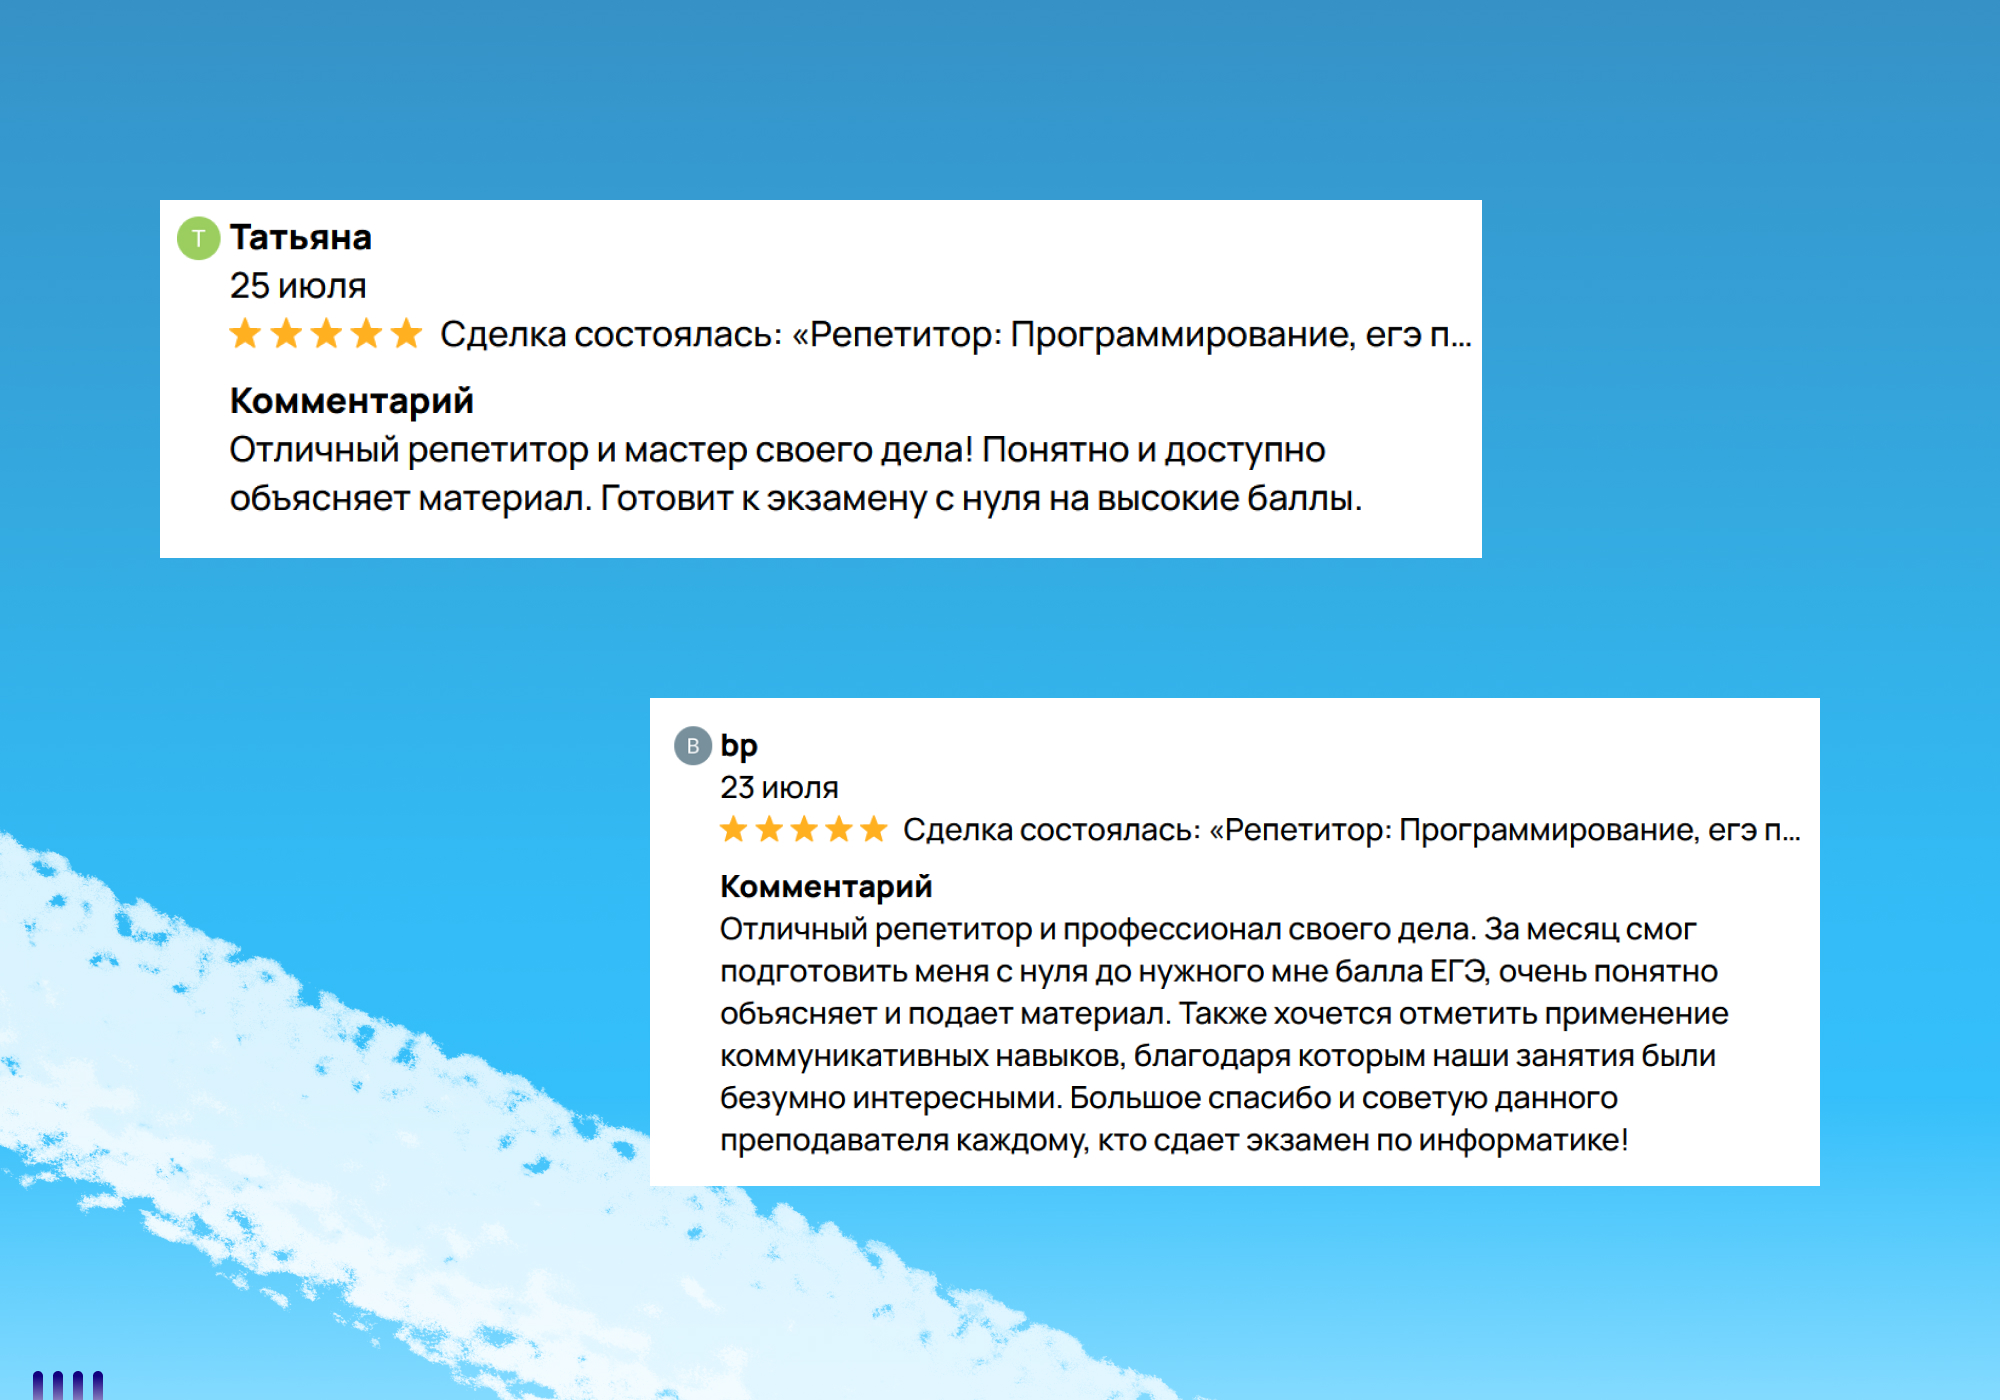 Т Татьяна
25 июля
Сделка состоялась: «Репетитор: Программирование, егэ п...
Комментарий
Отличный репетитор и мастер своего дела! Понятно и доступно
объясняет материал. Готовит к экзамену с нуля на высокие баллы.
B bp
23 июля
Сделка состоялась: «Репетитор: Программирование, егэ п...
Комментарий
Отличный репетитор и профессионал своего дела. За месяц смог
подготовить меня с нуля до нужного мне балла ЕГЭ, очень понятно
объясняет и подает материал. Также хочется отметить применение
коммуникативных навыков, благодаря которым наши занятия были
безумно интересными. Большое спасибо и советую данного
преподавателя каждому, кто сдает экзамен по информатике!